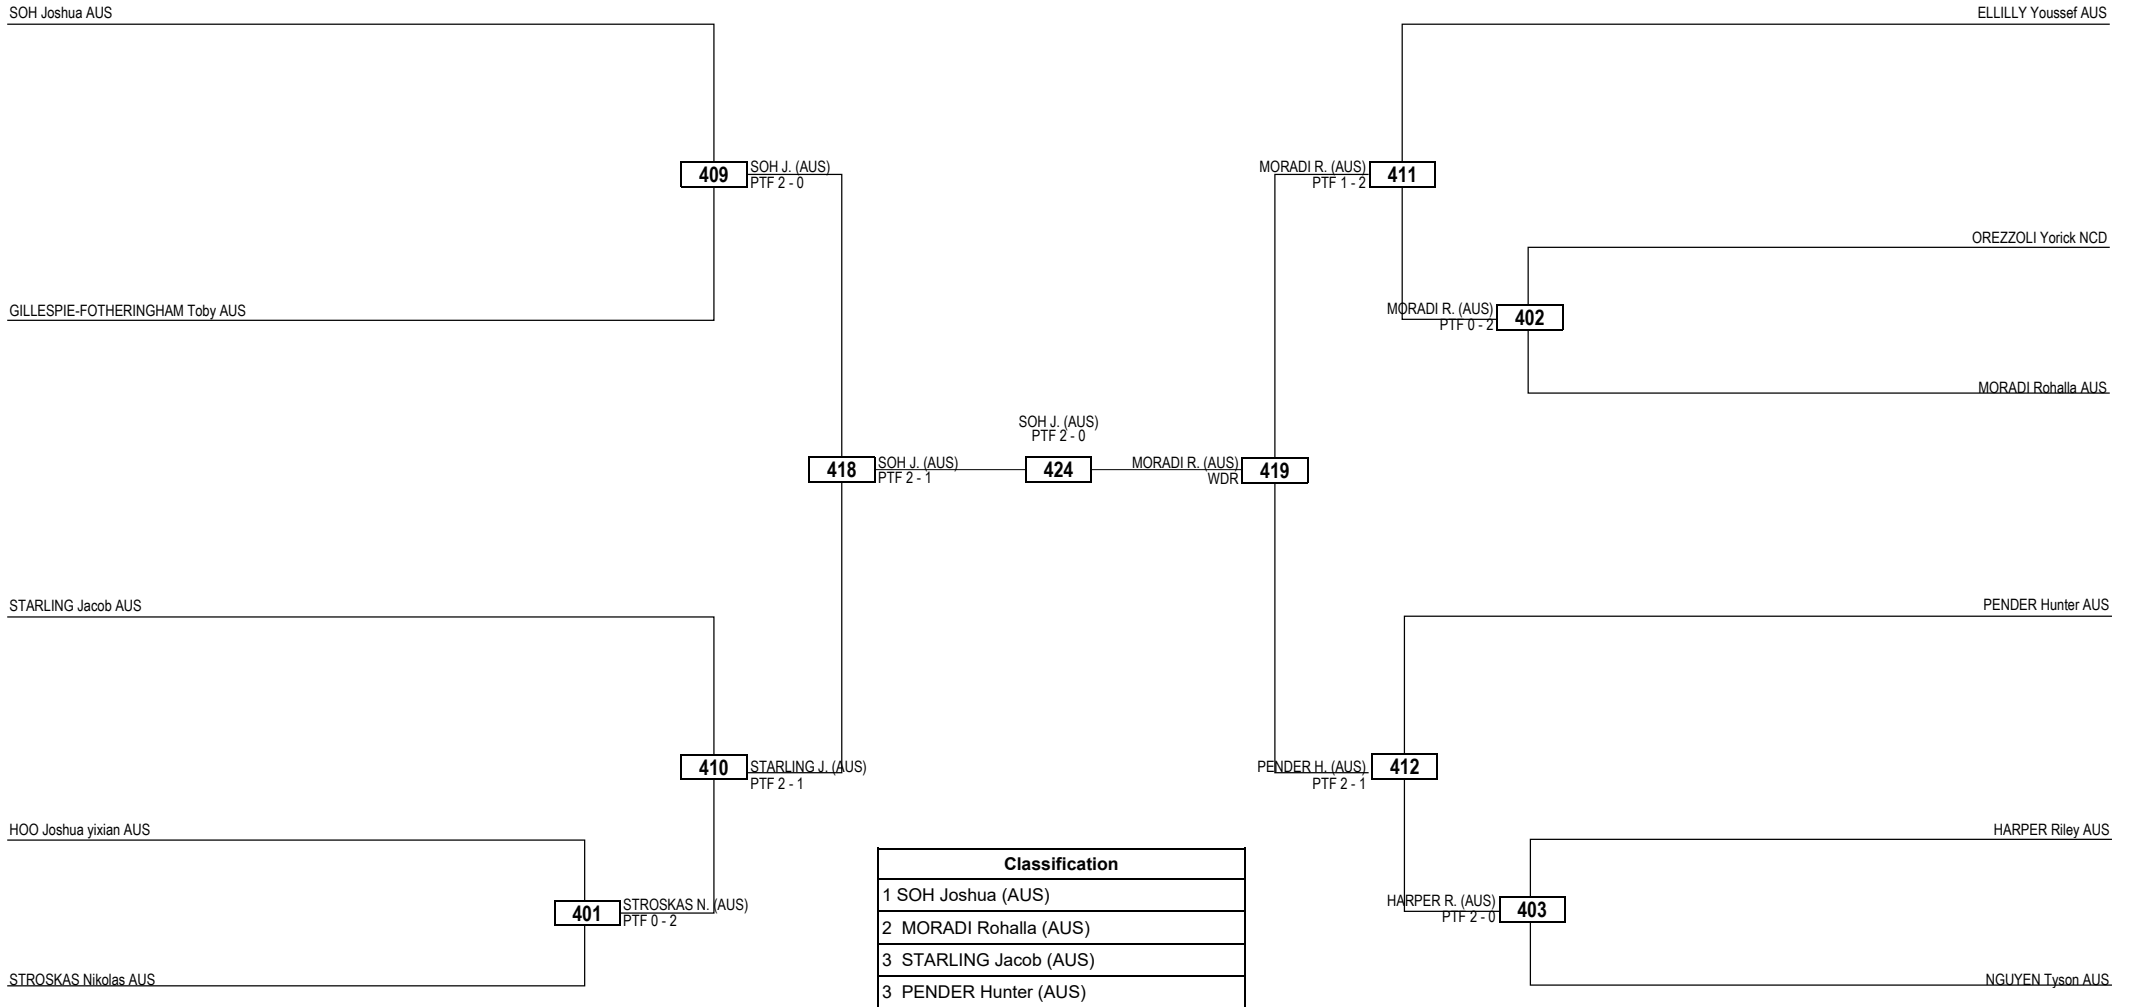 SOH Joshua AUS
ELLILLY Youssef AUS
409
SOH J. (AUS)
PTF 2 - 0
MORADI R. (AUS)
PTF 1 - 2
411
OREZZOLI Yorick NCD
GILLESPIE-FOTHERINGHAM Toby AUS
MORADI R. (AUS)
PTF 0 - 2
402
MORADI Rohalla AUS
SOH J. (AUS)
PTF 2 - 0
418
SOH J. (AUS)
PTF 2 - 1
424
MORADI R. (AUS)
WDR
419
STARLING Jacob AUS
PENDER Hunter AUS
410
STARLING J. (AUS)
PTF 2 - 1
PENDER H. (AUS)
PTF 2 - 1
412
HOO Joshua yixian AUS
HARPER Riley AUS
401
STROSKAS N. (AUS)
PTF 0 - 2
HARPER R. (AUS)
PTF 2 - 0
403
STROSKAS Nikolas AUS
NGUYEN Tyson AUS
Classification
1 SOH Joshua (AUS)
2 MORADI Rohalla (AUS)
3 STARLING Jacob (AUS)
3 PENDER Hunter (AUS)